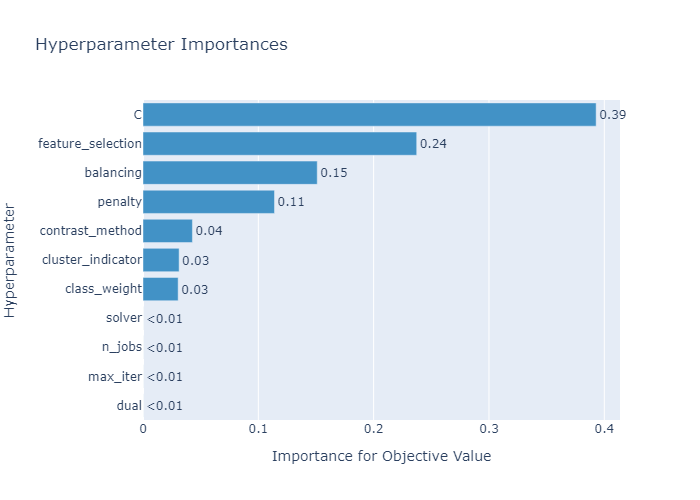 Hyperparameter Importances
Hyperparameter
C 0.39
feature_selection 0.24
balancing 0.15
penalty 0.11
contrast_method 0.04
cluster_indicator 0.03
class_weight 0.03
solver <0.01
n_jobs <0.01
max_iter <0.01
dual <0.01
0 0.1 0.2 0.3 0.4
Importance for Objective Value